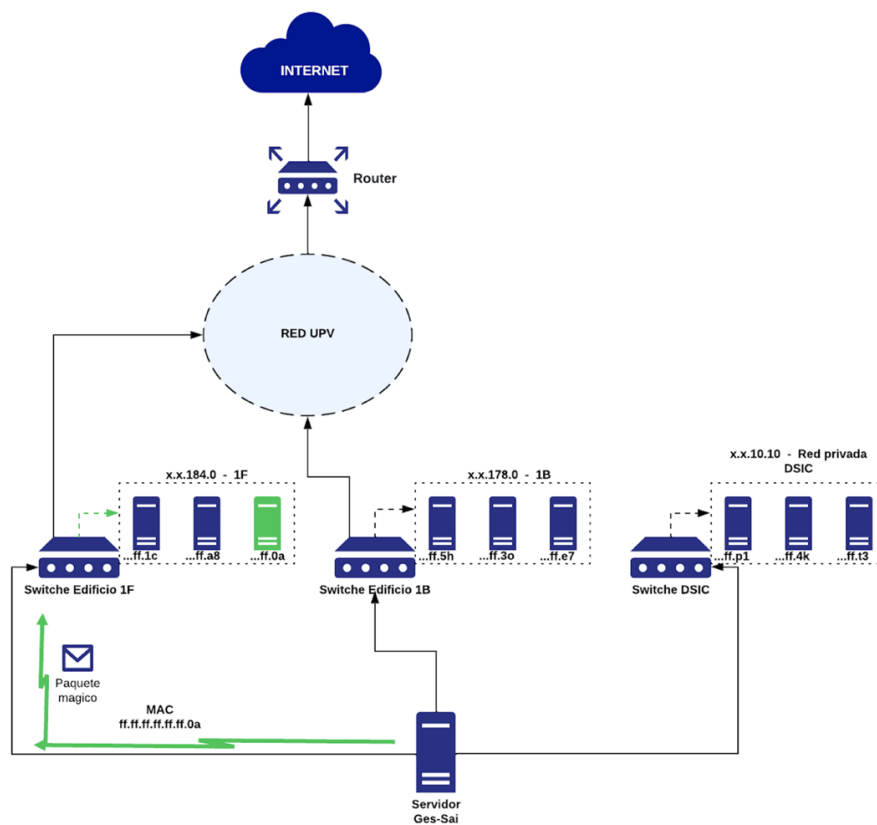 INTERNET
Router
RED UPV
x.x.184.0 - 1F
x.x.178.0 - 1B
x.x.10.10 - Red privada
DSIC
...ff.1c
...ff.a8
...ff.0a
...ff.5h
...ff.3o
...ff.e7
...ff.p1
...ff.4k
...ff.t3
Switche Edificio 1F
Switche Edificio 1B
Switche DSIC
Paquete
magico
MAC
ff.ff.ff.ff.ff.ff.0a
Servidor
Ges-Sai